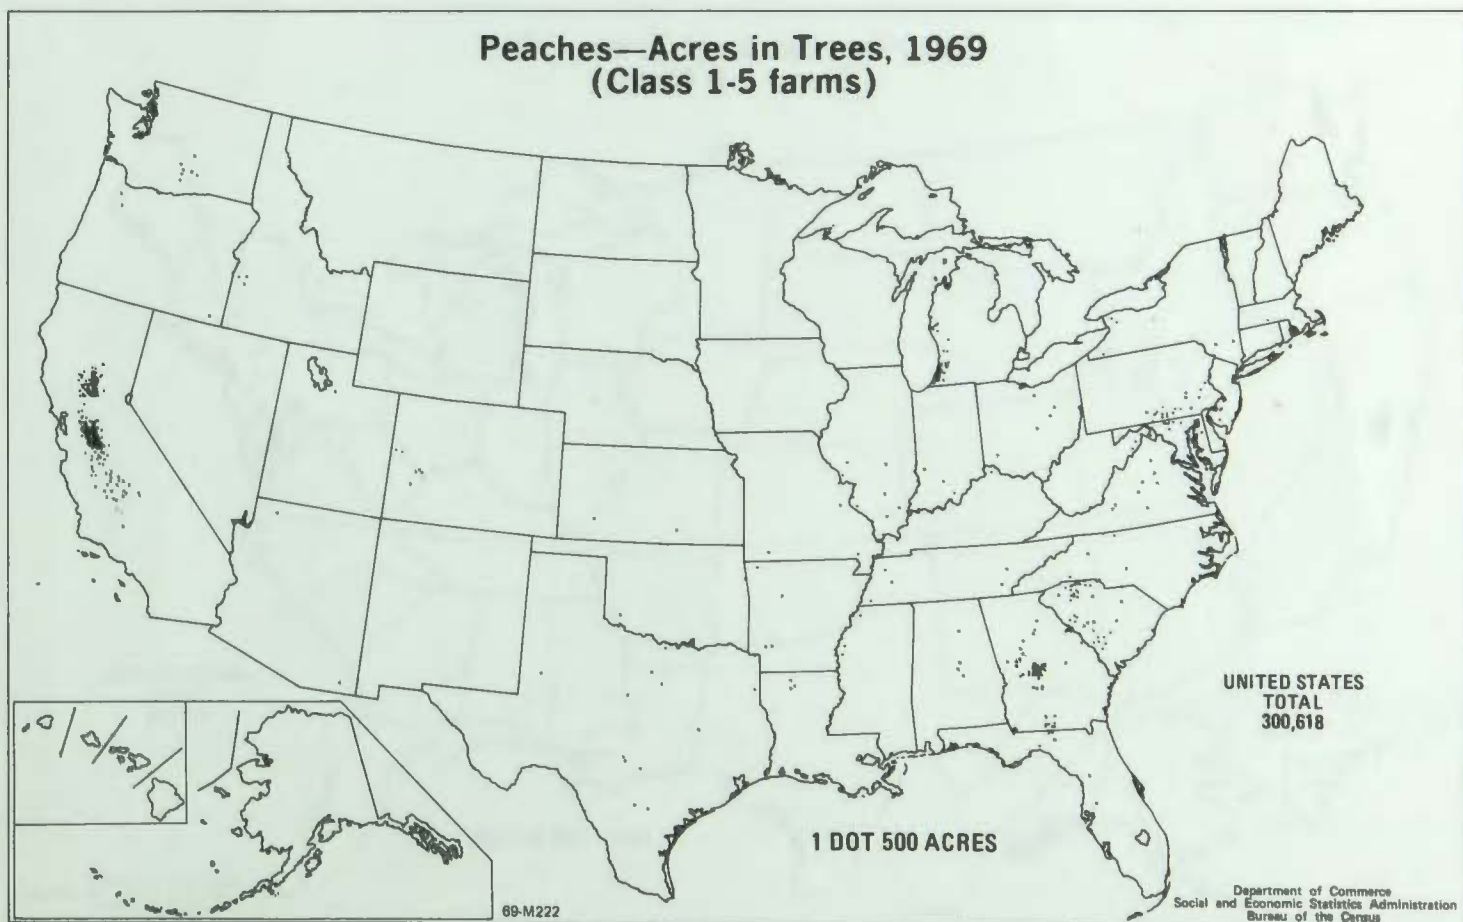 Peaches—Acres in Trees, 1969
(Class 1-5 farms)
UNITED STATES
TOTAL
300,618
1 DOT 500 ACRES
69-M222
Department of Commerce
Social and Economic Statistics Administration
Bureau of the Census